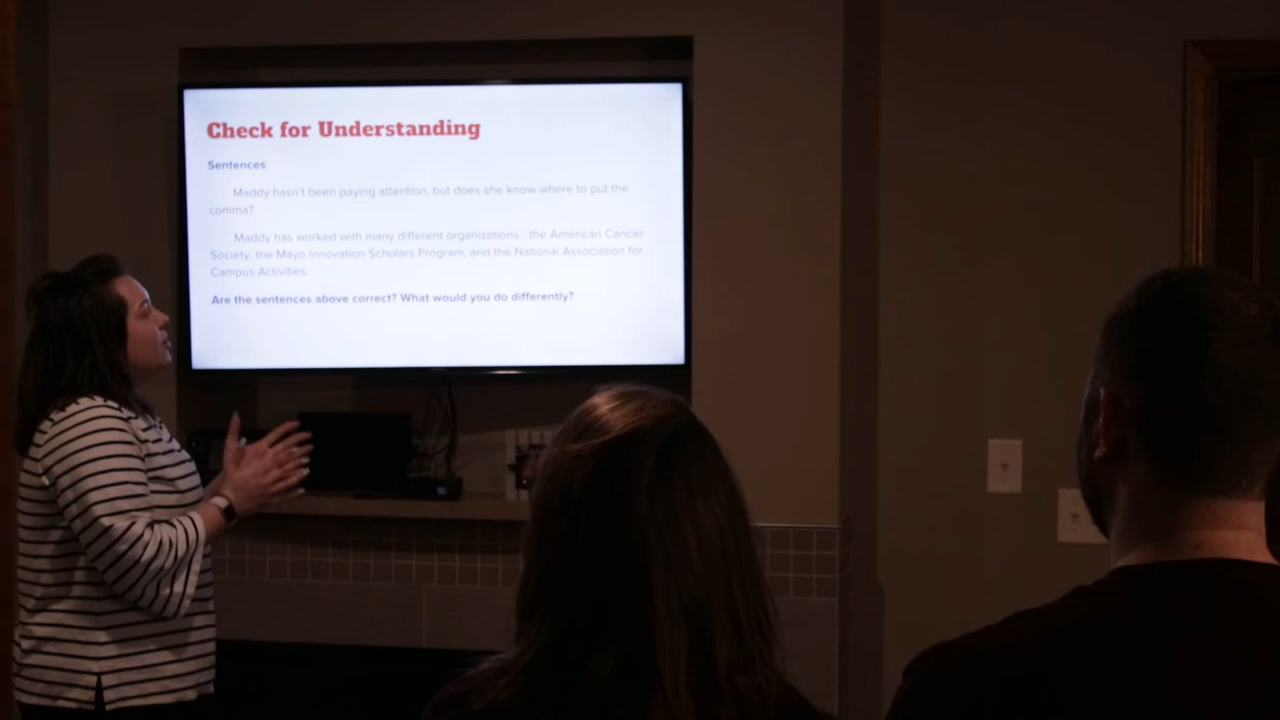 Check for Understanding
Sentences:
Maddy hasn't been paying attention, but does she know where to put the
comma?
Maddy has worked with many different organizations - the American Cancer
Society, the Mayo Innovation Scholars Program, and the National Association for
Campus Activities.
Are the sentences above correct? What would you do differently?